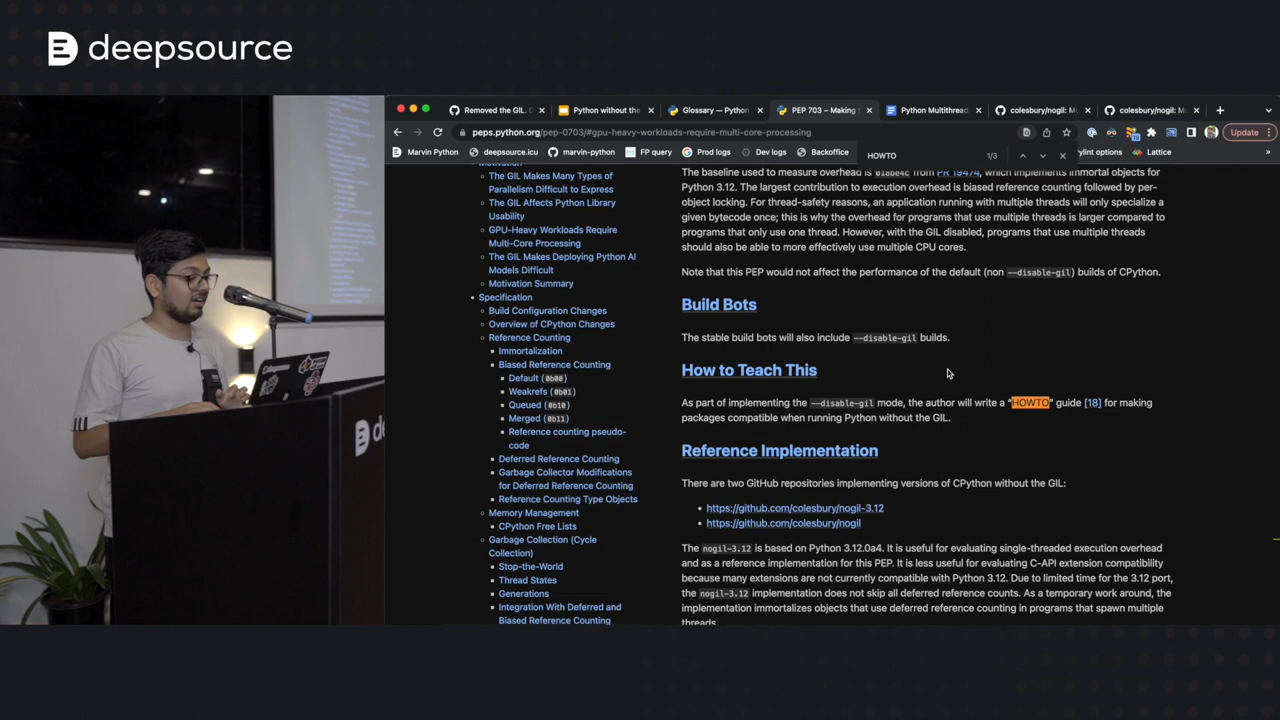 deepsource
Removed the GIL. D
Python without the
Glossary — Python
PEP 703 – Making t
Python Multithread
colesbury/nogil: Mu
colesbury/nogil: Mu
peps.python.org/pep-0703/#gpu-heavy-workloads-require-multi-core-processing
Update
Marvin Python
deepsource.icu
marvin-python
FP query
Prod logs
Dev logs
Backoffice
HOWTO
1/3
ylint options
Lattice
»
Motivation
The GIL Makes Many Types of
Parallelism Difficult to Express
The GIL Affects Python Library
Usability
GPU-Heavy Workloads Require
Multi-Core Processing
The GIL Makes Deploying Python AI
Models Difficult
Motivation Summary
Specification
Build Configuration Changes
Overview of CPython Changes
Reference Counting
Immortalization
Biased Reference Counting
Default (0b00)
Weakrefs (0b01)
Queued (0b10)
Merged (0b11)
Reference counting pseudo-
code
Deferred Reference Counting
Garbage Collector Modifications
for Deferred Reference Counting
Reference Counting Type Objects
Memory Management
CPython Free Lists
Garbage Collection (Cycle
Collection)
Stop-the-World
Thread States
Generations
Integration With Deferred and
Biased Reference Counting
The baseline used to measure overhead is 018be4c from PR 19474, which implements immortal objects for
Python 3.12. The largest contribution to execution overhead is biased reference counting followed by per-
object locking. For thread-safety reasons, an application running with multiple threads will only specialize a
given bytecode once; this is why the overhead for programs that use multiple threads is larger compared to
programs that only use one thread. However, with the GIL disabled, programs that use multiple threads
should also be able to more effectively use multiple CPU cores.
Note that this PEP would not affect the performance of the default (non --disable-gil) builds of CPython.
Build Bots
The stable build bots will also include --disable-gil builds.
How to Teach This
As part of implementing the --disable-gil mode, the author will write a “HOWTO” guide [18] for making
packages compatible when running Python without the GIL.
Reference Implementation
There are two GitHub repositories implementing versions of CPython without the GIL:
https://github.com/colesbury/nogil-3.12
https://github.com/colesbury/nogil
The nogil-3.12 is based on Python 3.12.0a4. It is useful for evaluating single-threaded execution overhead
and as a reference implementation for this PEP. It is less useful for evaluating C-API extension compatibility
because many extensions are not currently compatible with Python 3.12. Due to limited time for the 3.12 port,
the nogil-3.12 implementation does not skip all deferred reference counts. As a temporary work around, the
implementation immortalizes objects that use deferred reference counting in programs that spawn multiple
threads.